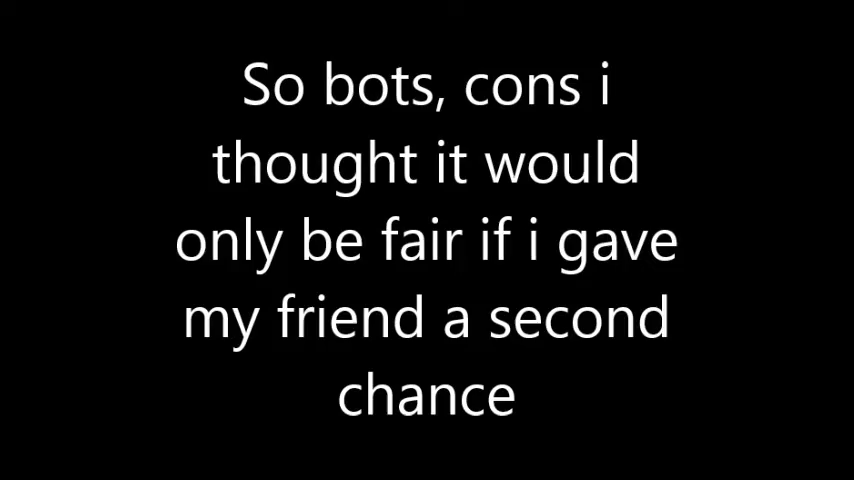 So bots, cons i
thought it would
only be fair if i gave
my friend a second
chance